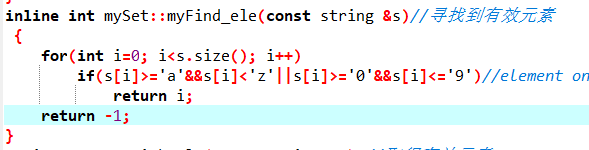 inline int mySet::myFind_ele(const string &s)//寻找到有效元素
{
for(int i=0; i<s.size(); i++)
if(s[i]>='a'&&s[i]<'z'||s[i]>='0'&&s[i]<='9')//element on
return i;
return -1;
}